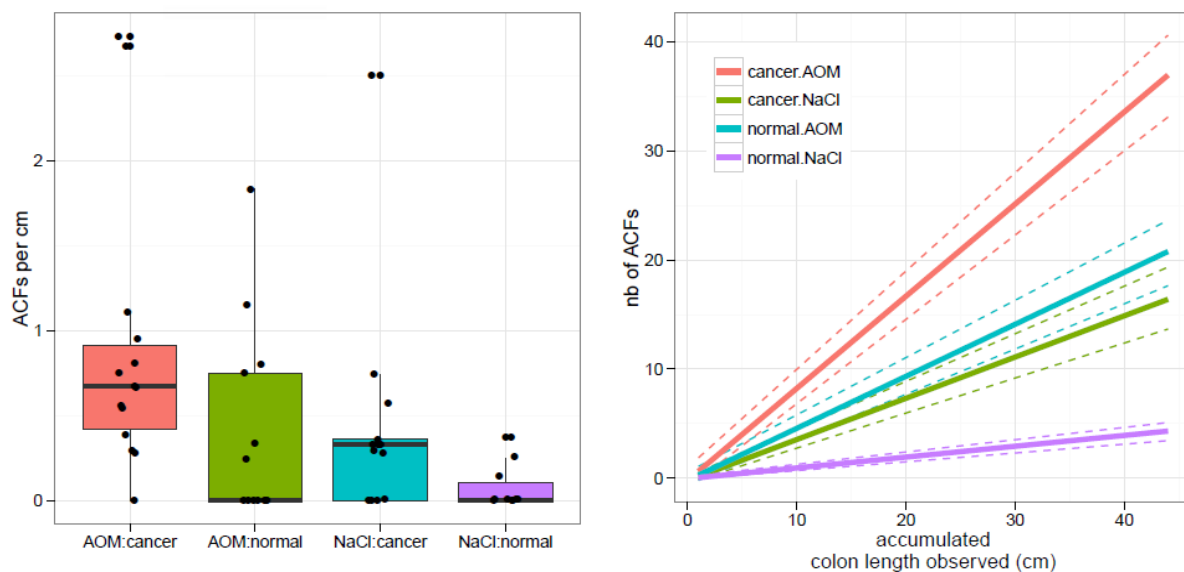 ACFs per cm
2
1
0
AOM:cancer
AOM:normal
NaCl:cancer
NaCl:normal
nb of ACFs
40
30
20
10
0
cancer.AOM
cancer.NaCl
normal.AOM
normal.NaCl
0
10
20
30
40
accumulated
colon length observed (cm)